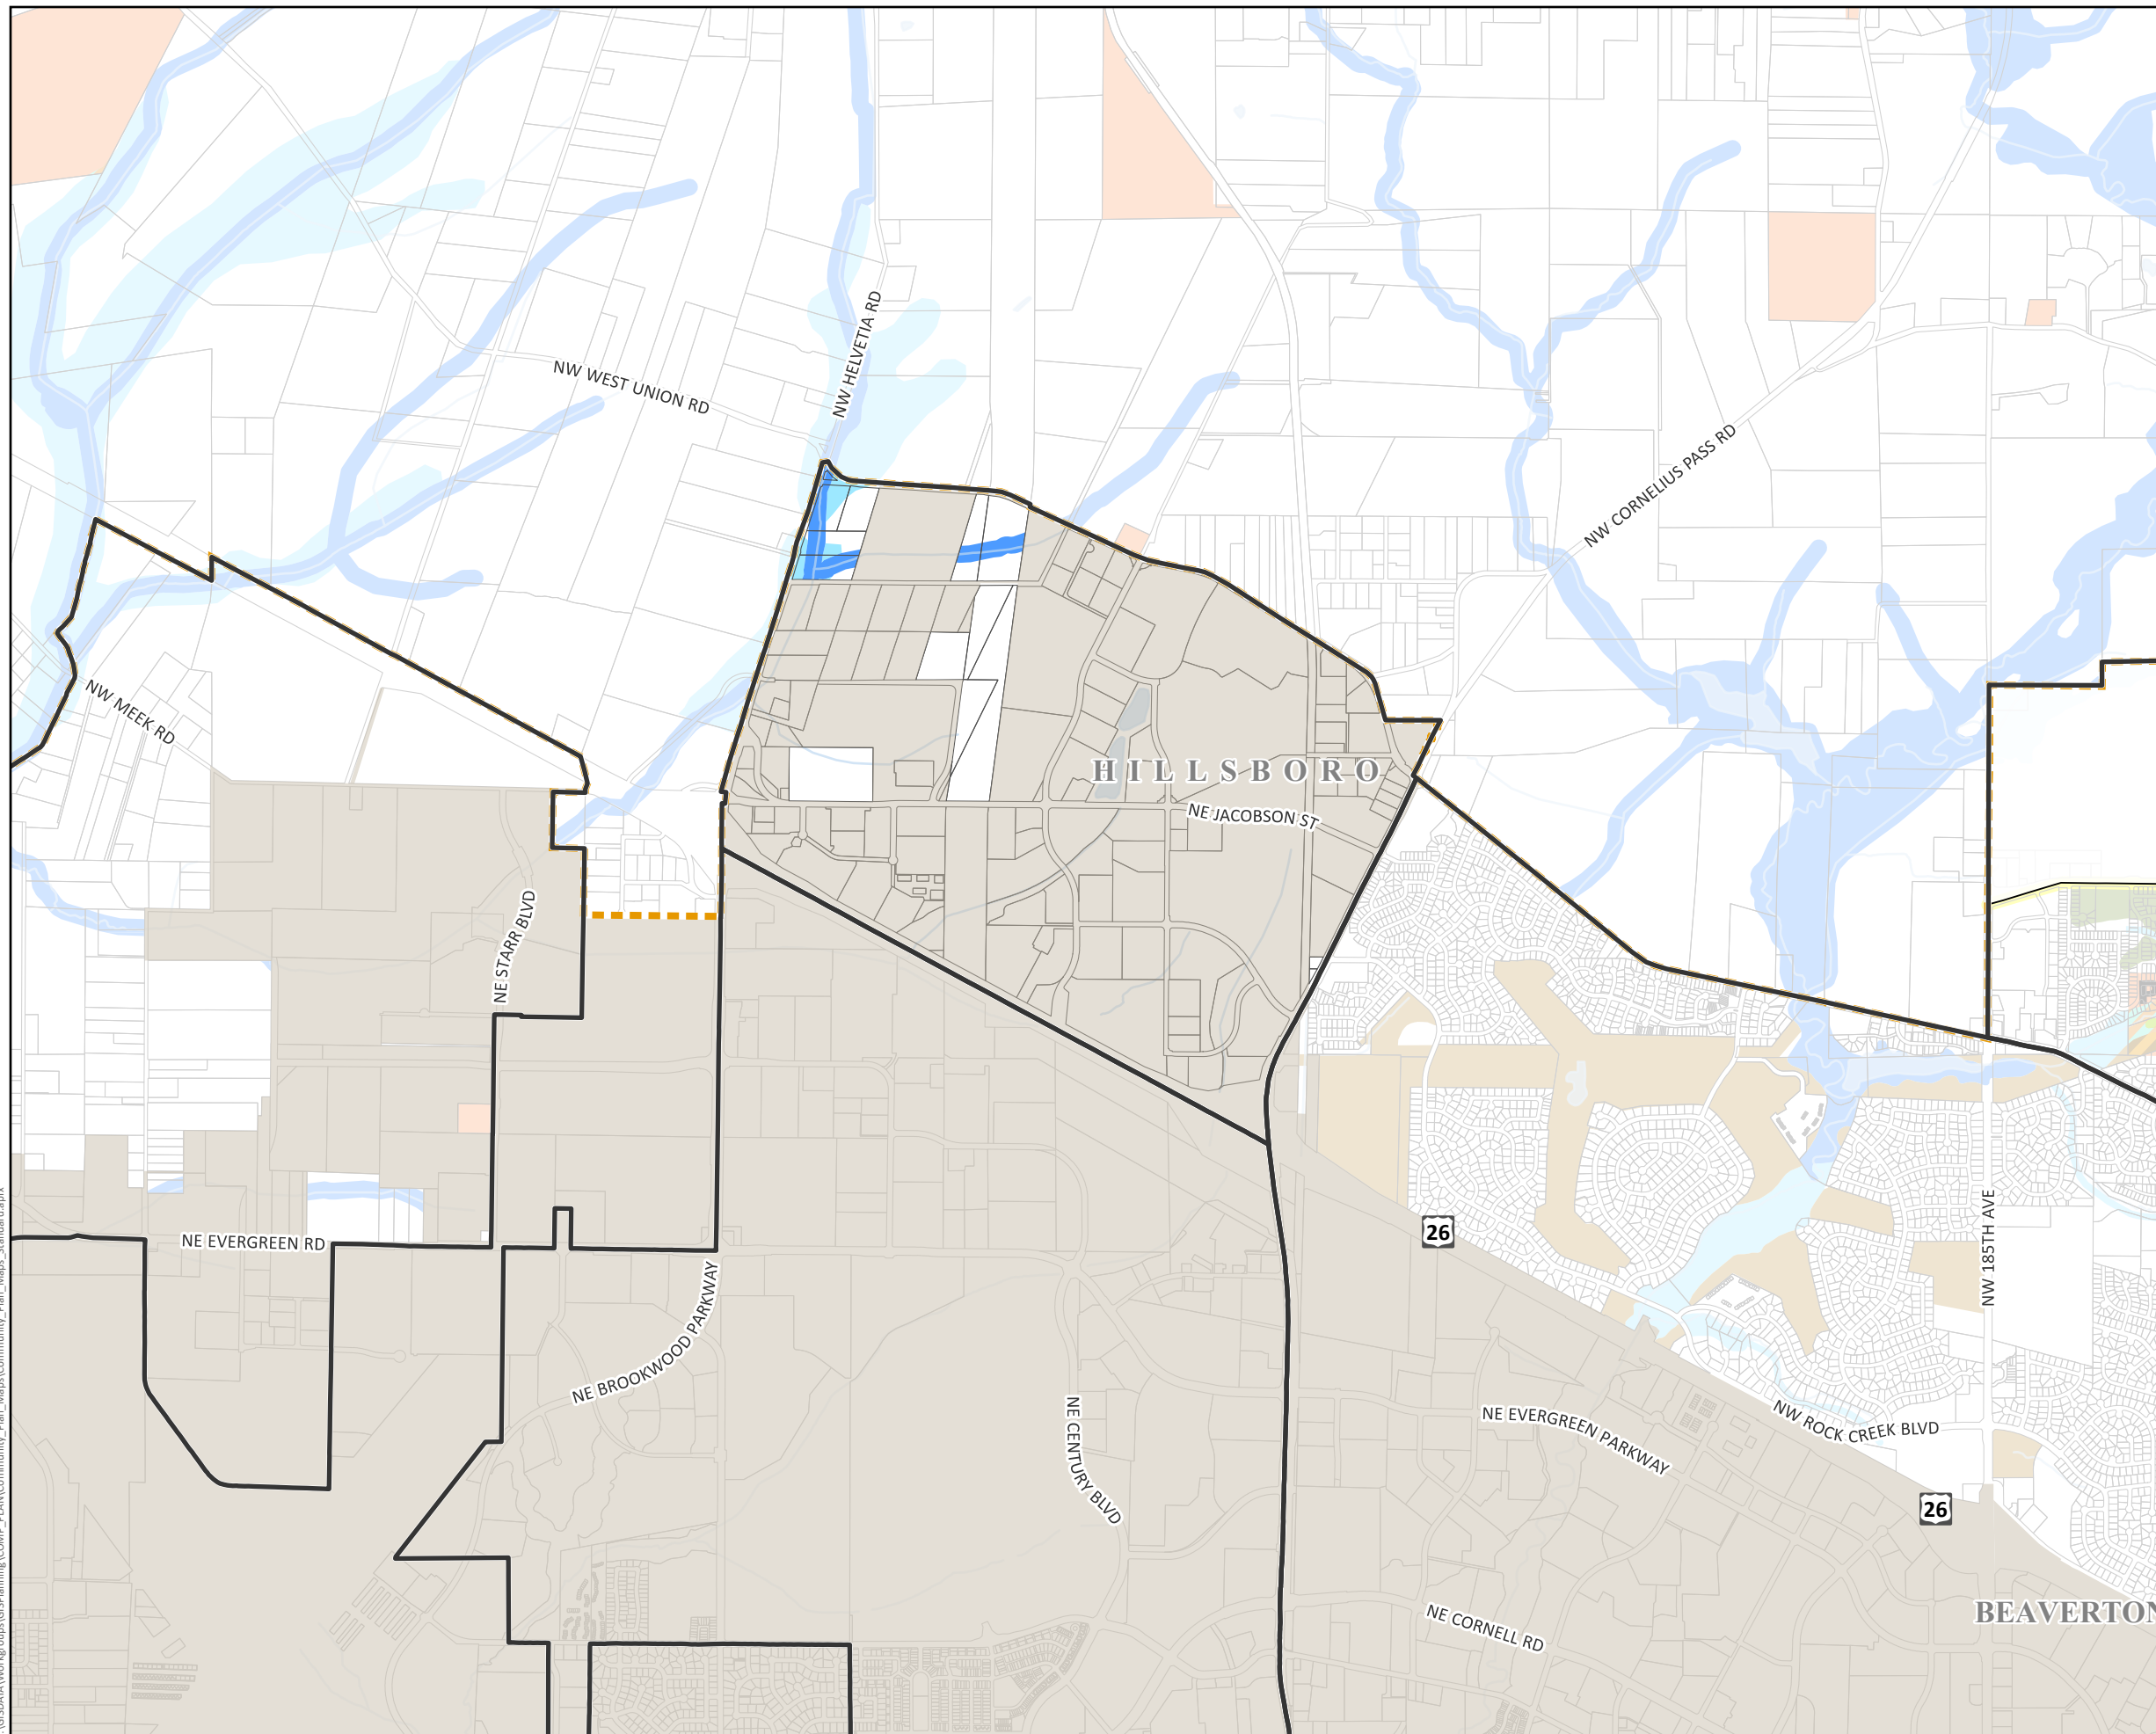 NW HELVETIA RD
NW WEST UNION RD
NW CORNELIUS PASS RD
NW MEEK RD
HILLSBORO
NE JACOBSON ST
NE STARR BLVD
NW 185TH AVE
26
NE EVERGREEN RD
NE BROOKWOOD PARKWAY
NE CENTURY BLVD
NE EVERGREEN PARKWAY
NW ROCK CREEK BLVD
26
NE CORNELL RD
BEAVERTON